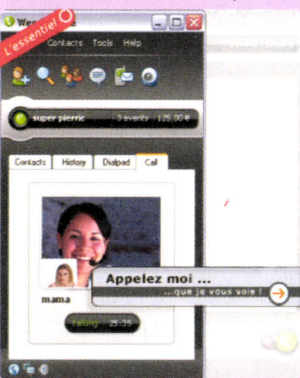 L'essentiel
Contacts Tools Help
super pierric 3 events 125,00 €
Contacts History Dialpad Call
mama
Appelez moi ...
...que je vous voie !
Talking 25:35